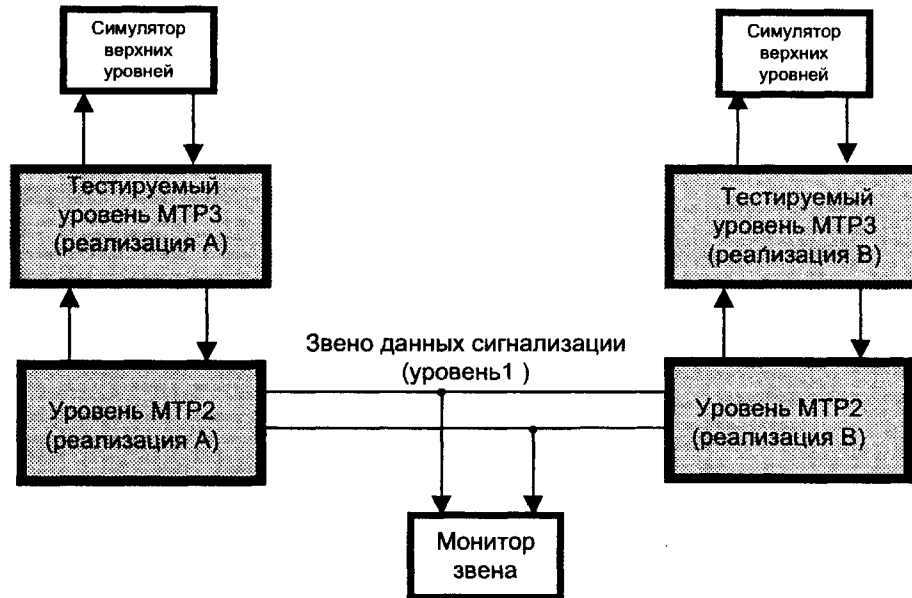 Симулятор
верхних
уровней
Симулятор
верхних
уровней
Тестируемый
уровень МТР3
(реализация А)
Тестируемый
уровень МТР3
(реализация В)
Звено данных сигнализации
(уровень1 )
Уровень МТР2
(реализация А)
Уровень МТР2
(реализация В)
Монитор
звена